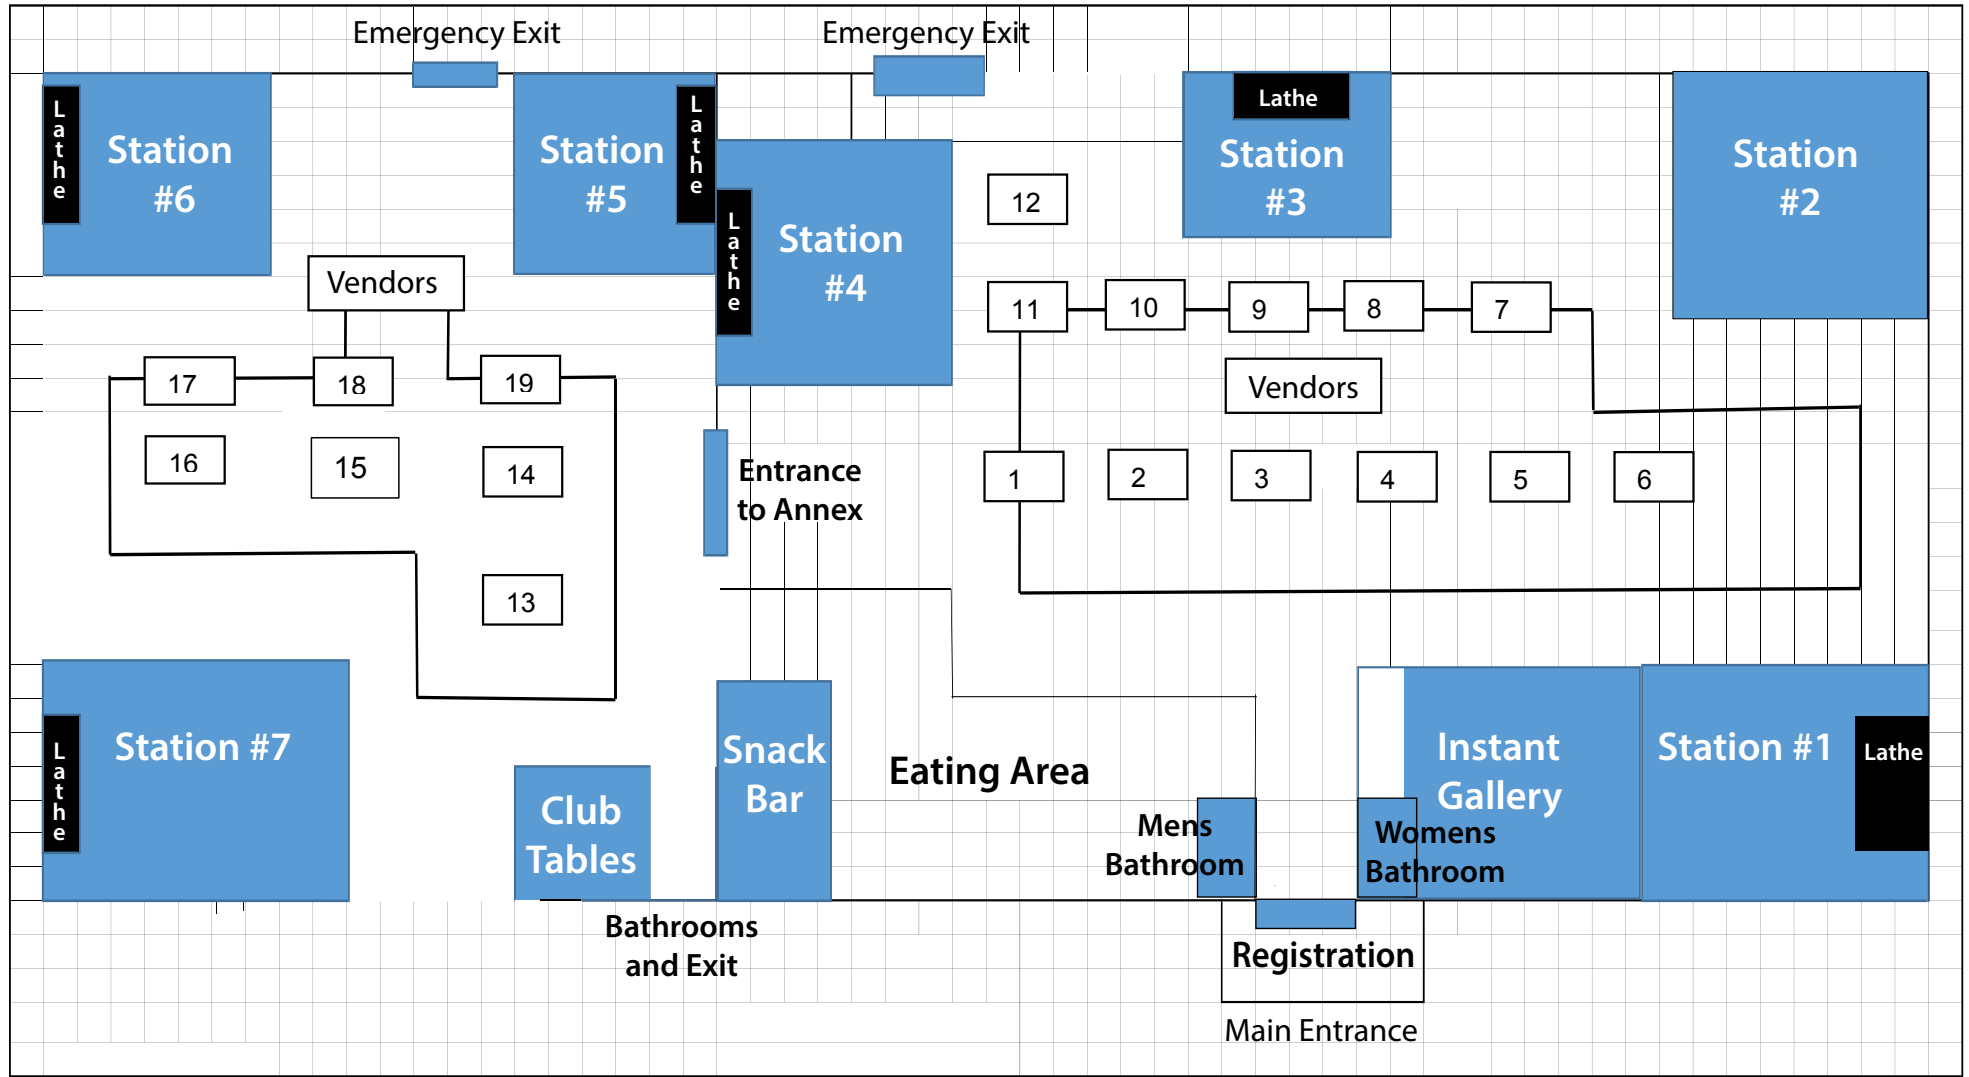 Emergency Exit
Emergency Exit
Lathe
Station
#6
Station
#5
Lathe
Lathe
Station
#4
12
Lathe
Station
#3
Station
#2
Vendors
11
10
9
8
7
Vendors
17
18
19
16
15
14
13
Entrance
to Annex
1
2
3
4
5
6
Station #7
Lathe
Club
Tables
Snack
Bar
Eating Area
Mens
Bathroom
Womens
Bathroom
Instant
Gallery
Station #1
Lathe
Bathrooms
and Exit
Registration
Main Entrance